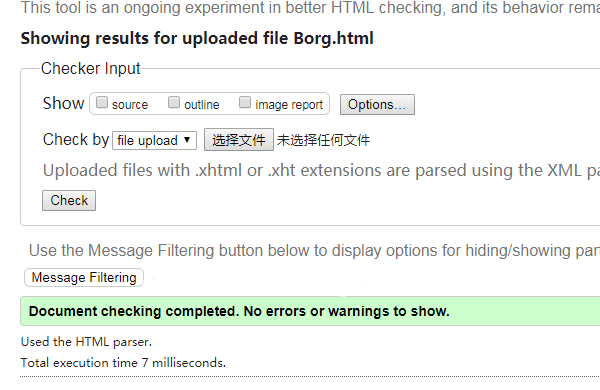 This tool is an ongoing experiment in better HTML checking, and its behavior
Showing results for uploaded file Borg.html
Checker Input
Show source outline image report Options...
Check by file upload 选择文件 未选择任何文件
Uploaded files with .xhtml or .xht extensions are parsed using the XML
Check
Use the Message Filtering button below to display options for hiding/showing
Message Filtering
Document checking completed. No errors or warnings to show.
Used the HTML parser.
Total execution time 7 milliseconds.